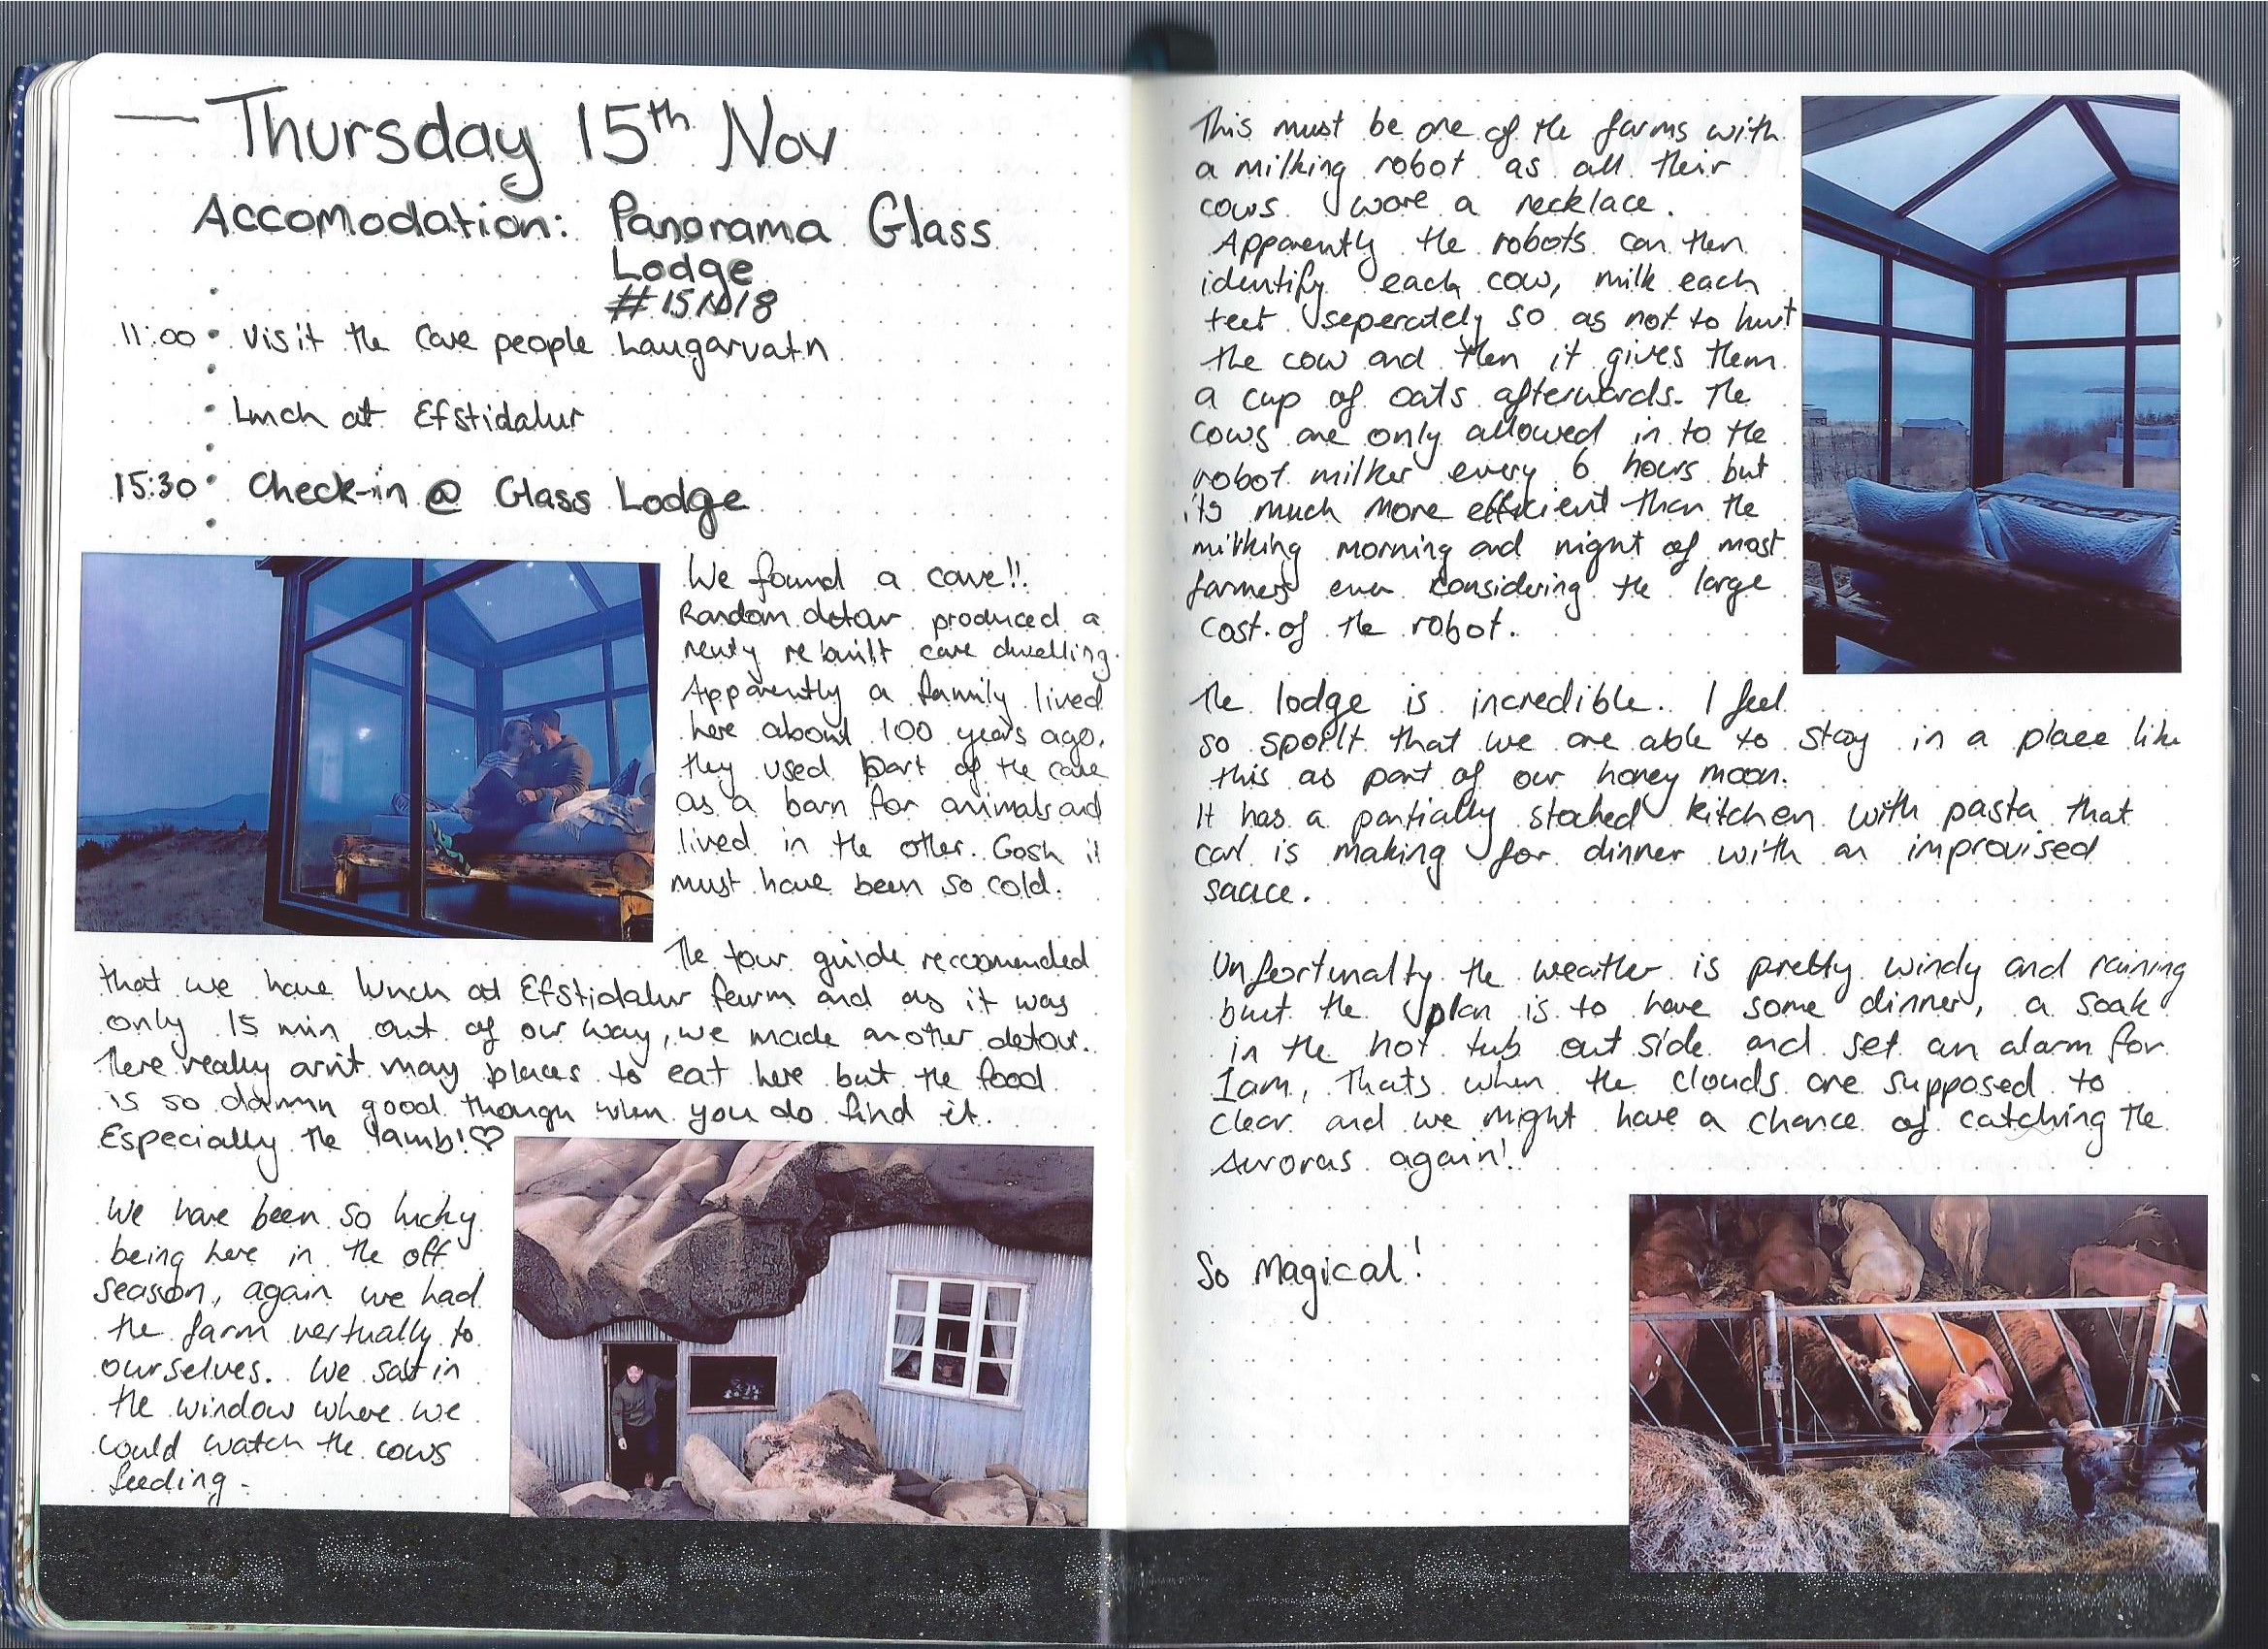 Thursday 15th Nov
Accomodation: Panorama Glass
Lodge
#15N18
11:00 Visit the Cave people Laugarvatn
Lunch at Efstidalur
15:30 Check-in @ Glass Lodge
We found a cave!!
Random detour produced a
newly rebuilt cave dwelling.
Apparently a family lived
here about 100 years ago,
they used part of the cave
as a barn for animals and
lived in the other. Gosh it
must have been so cold.
The tour guide reccomended
that we have lunch at Efstidalur farm and as it was
only 15 min out of our way, we made another detour.
There really arn't may places to eat here but the food
is so damn good though when you do find it.
Especially the lamb!♡
We have been so lucky
being here in the off
season, again we had
the farm vertually to
ourselves. We sat in
the window where we
could watch the cows
feeding.
This must be one of the farms with
a milking robot as all their
cows wore a necklace.
Apparently the robots can then
identify each cow, milk each
teet seperately so as not to hurt
the cow and then it gives them
a cup of oats afterwards. The
cows are only allowed in to the
robot milker every 6 hours but
its much more efficient than the
milking morning and night of most
farmers even considering the large
cost of the robot.
The lodge is incredible. I feel
so spoilt that we are able to stay in a place like
this as part of our honey moon.
It has a partially stocked kitchen with pasta that
Carl is making for dinner with an improvised
sauce.
Unfortunaltly the weather is pretty windy and raining
but the plan is to have some dinner, a soak
in the hot tub out side and set an alarm for
1am, thats when the clouds are supposed to
clear and we might have a chance of catching the
Auroras again!
So Magical!